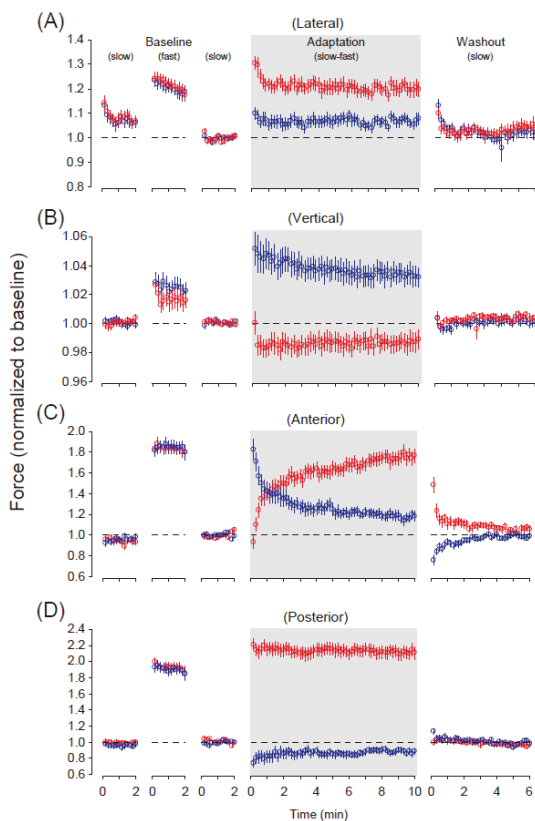 (A)
(Lateral)
Baseline
Adaptation
Washout
(slow)
(fast)
(slow)
(slow-fast)
(slow)
1.4
1.3
1.2
1.1
1.0
0.9
0.8
(B)
(Vertical)
1.06
1.04
1.02
1.00
0.98
0.96
Force (normalized to baseline)
(C)
(Anterior)
2.0
1.8
1.6
1.4
1.2
1.0
0.8
0.6
(D)
(Posterior)
2.4
2.2
2.0
1.8
1.6
1.4
1.2
1.0
0.8
0.6
0 2 0 2 0 2 0 2 4 6 8 10 0 2 4 6
Time (min)